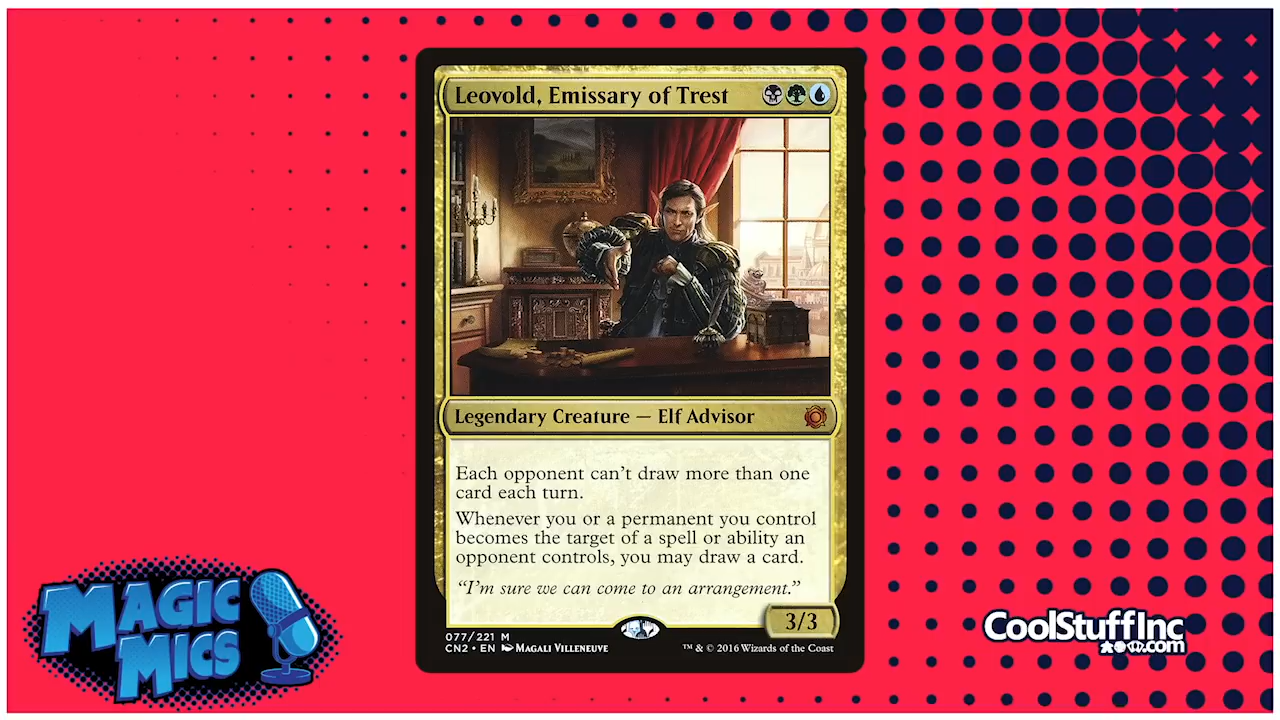 Leovold, Emissary of Trest
Legendary Creature — Elf Advisor
Each opponent can't draw more than one
card each turn.
Whenever you or a permanent you control
becomes the target of a spell or ability an
opponent controls, you may draw a card.
"I'm sure we can come to an arrangement."
3/3
077/221 M
CN2 • EN Magali Villeneuve
™ & © 2016 Wizards of the Coast
MAGIC
MICS
CoolStuffInc
.com